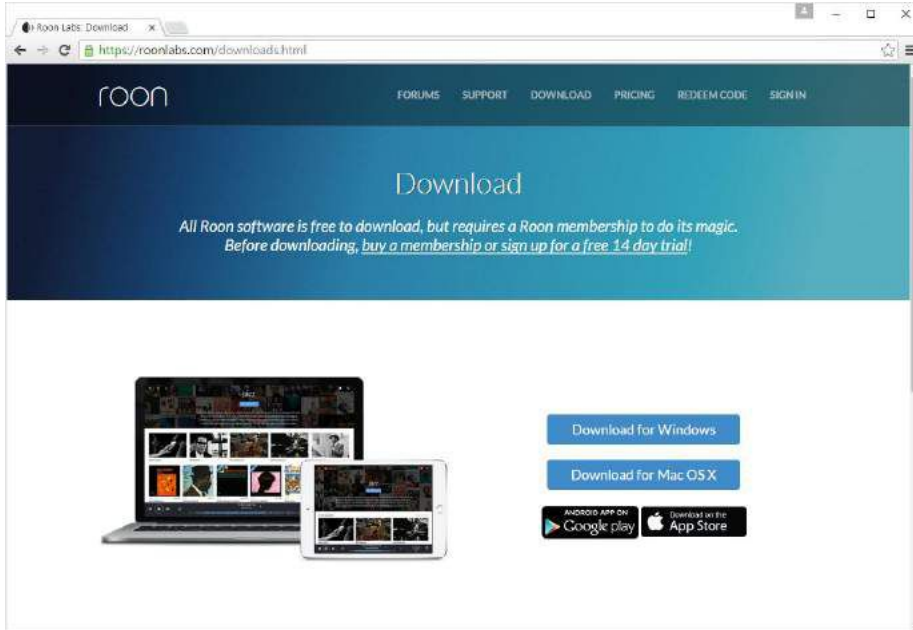 Roon Labs: Download
https://roonlabs.com/downloads.html
roon
FORUMS SUPPORT DOWNLOAD PRICING REDEEM CODE SIGN IN
Download
All Roon software is free to download, but requires a Roon membership to do its magic.
Before downloading, buy a membership or sign up for a free 14 day trial!
Download for Windows
Download for Mac OS X
ANDROID APP ON
Google play
Download on the
App Store